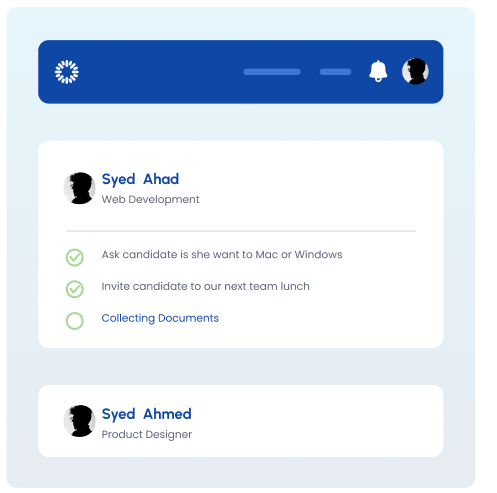 Syed Ahad
Web Development
Ask candidate is she want to Mac or Windows
Invite candidate to our next team lunch
Collecting Documents
Syed Ahmed
Product Designer